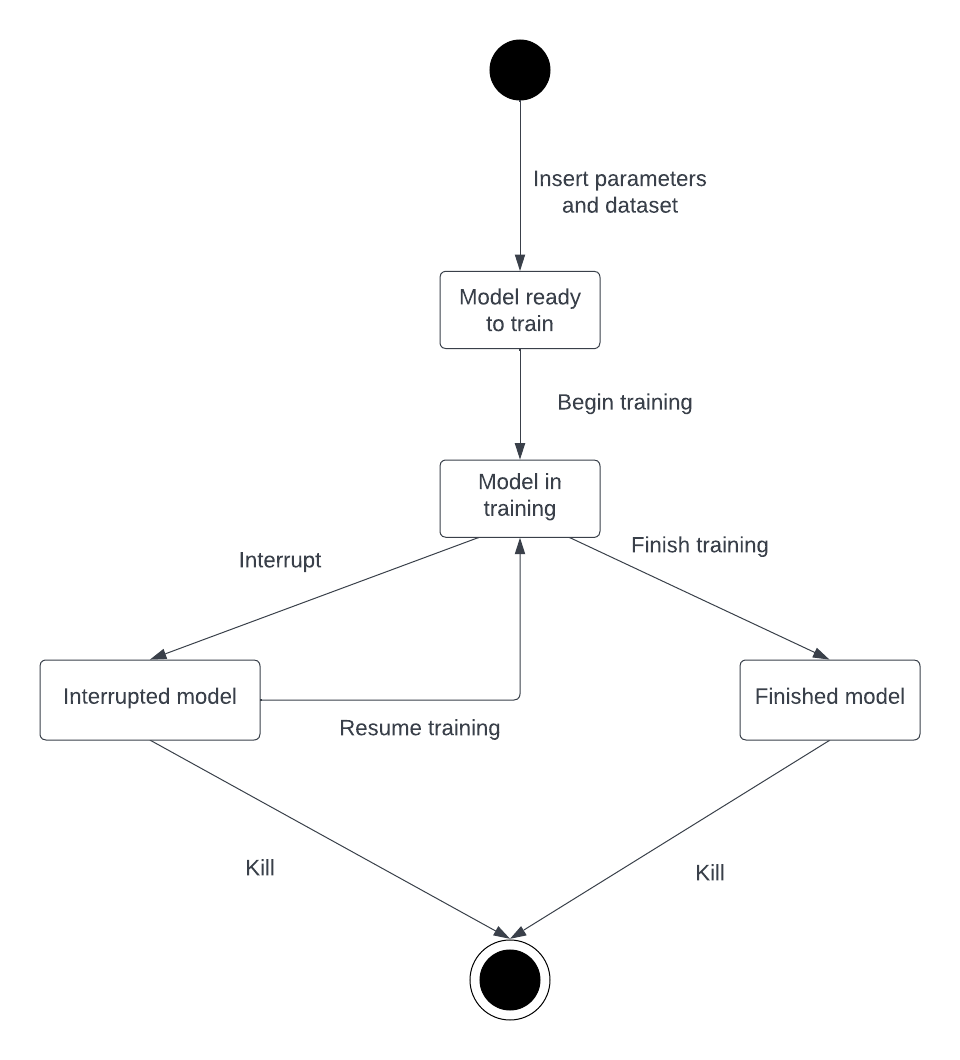 Insert parameters
and dataset
Model ready
to train
Begin training
Model in
training
Interrupt
Finish training
Interrupted model
Finished model
Resume training
Kill
Kill